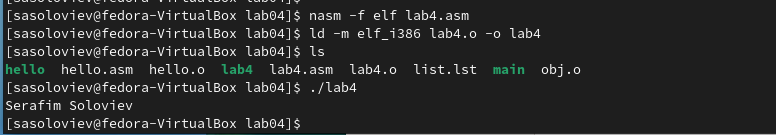 [sasoloviev@fedora-VirtualBox lab04]$ nasm -f elf lab4.asm
[sasoloviev@fedora-VirtualBox lab04]$ ld -m elf_i386 lab4.o -o lab4
[sasoloviev@fedora-VirtualBox lab04]$ ls
hello hello.asm hello.o lab4 lab4.asm lab4.o list.lst main obj.o
[sasoloviev@fedora-VirtualBox lab04]$ ./lab4
Serafim Soloviev
[sasoloviev@fedora-VirtualBox lab04]$